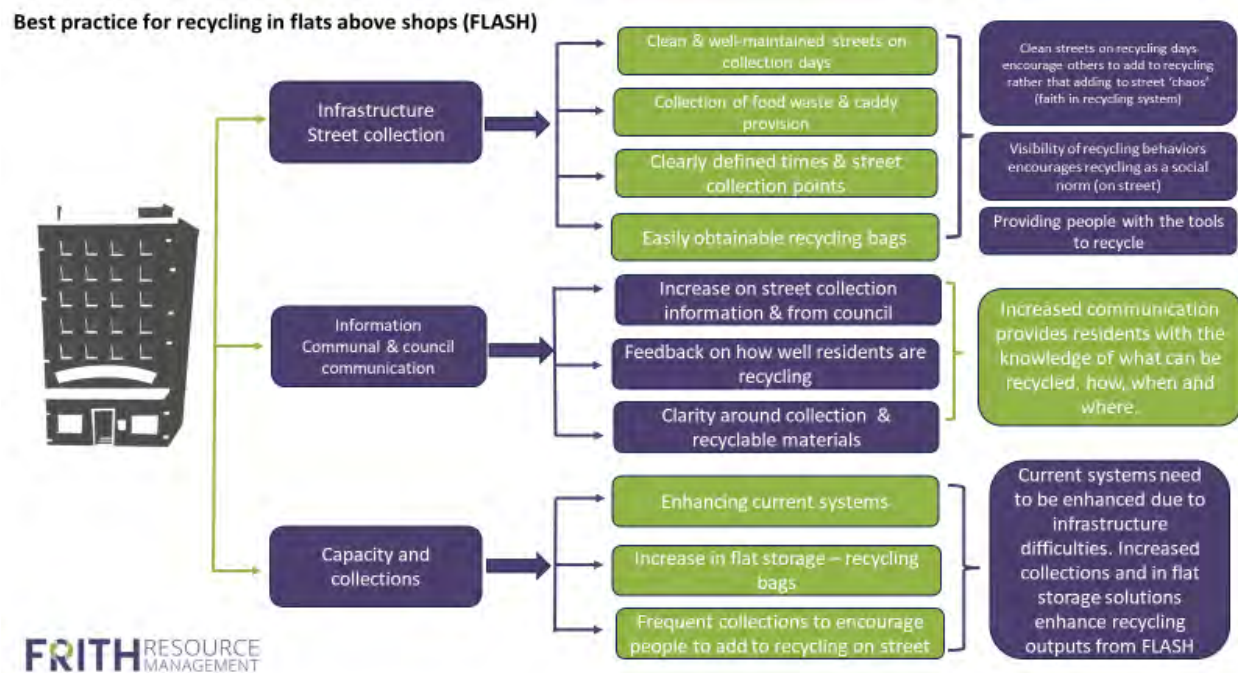 Best practice for recycling in flats above shops (FLASH)
Infrastructure
Street collection
Clean & well-maintained streets on
collection days
Collection of food waste & caddy
provision
Clearly defined times & street
collection points
Easily obtainable recycling bags
Clean streets on recycling days
encourage others to add to recycling
rather that adding to street ‘chaos’
(faith in recycling system)
Visibility of recycling behaviors
encourages recycling as a social
norm (on street)
Providing people with the tools
to recycle
Information
Communal & council
communication
Increase on street collection
information & from council
Feedback on how well residents are
recycling
Clarity around collection &
recyclable materials
Increased communication
provides residents with the
knowledge of what can be
recycled, how, when and
where.
Capacity and
collections
Enhancing current systems
Increase in flat storage – recycling
bags
Frequent collections to encourage
people to add to recycling on street
Current systems need
to be enhanced due to
infrastructure
difficulties. Increased
collections and in flat
storage solutions
enhance recycling
outputs from FLASH
FRITH RESOURCE
MANAGEMENT